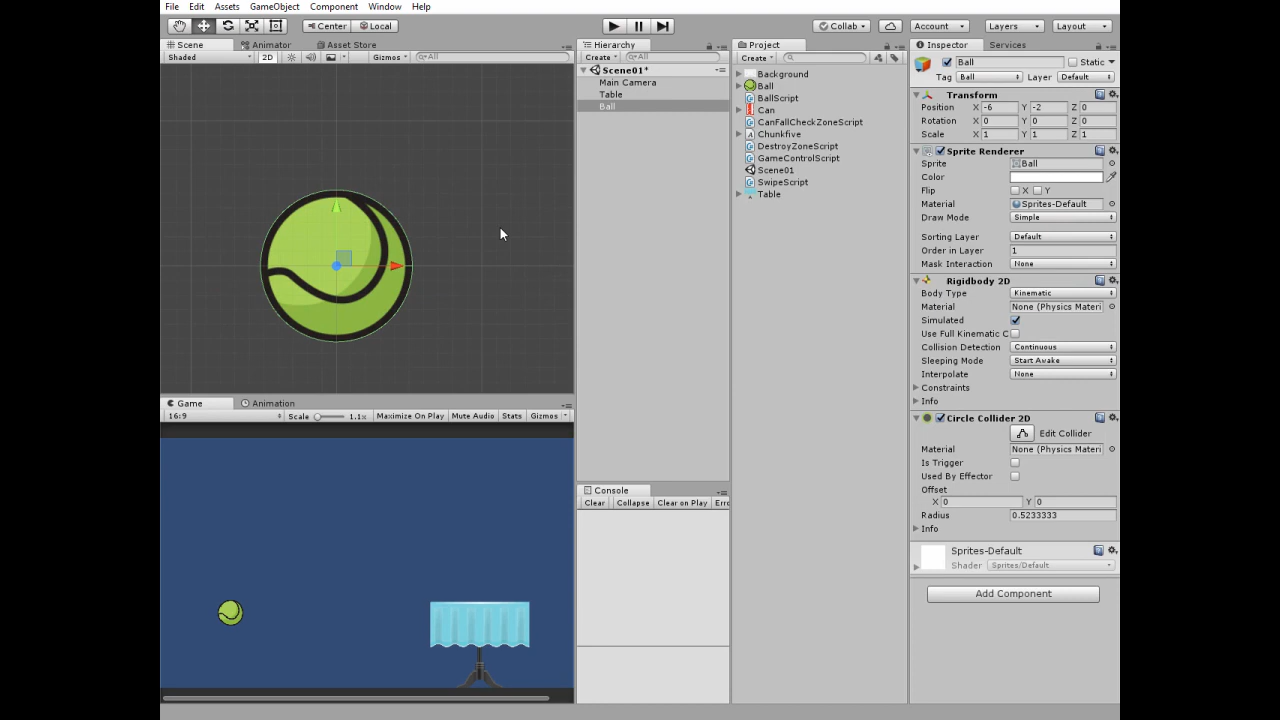 File Edit Assets GameObject Component Window Help
Center Local Collab Account Layers Layout
Scene Animator Asset Store
Shaded 2D Gizmos All
Game Animation
16:9 Scale 1.1x Maximize On Play Mute Audio Stats Gizmos
Hierarchy
Create All
Scene01*
Main Camera
Table
Ball
Console
Clear Collapse Clear on Play Erro
Project
Create
Background
Ball
BallScript
Can
CanFallCheckZoneScript
Chunkfive
DestroyZoneScript
GameControlScript
Scene01
SwipeScript
Table
Inspector Services
Ball Static
Tag Ball Layer Default
Transform
Position X -6 Y -2 Z 0
Rotation X 0 Y 0 Z 0
Scale X 1 Y 1 Z 1
Sprite Renderer
Sprite Ball
Color
Flip X Y
Material Sprites-Default
Draw Mode Simple
Sorting Layer Default
Order in Layer 1
Mask Interaction None
Rigidbody 2D
Body Type Kinematic
Material None (Physics Materi
Simulated
Use Full Kinematic C
Collision Detection Continuous
Sleeping Mode Start Awake
Interpolate None
Constraints
Info
Circle Collider 2D
Edit Collider
Material None (Physics Materi
Is Trigger
Used By Effector
Offset
X 0 Y 0
Radius 0.5233333
Info
Sprites-Default
Shader Sprites/Default
Add Component